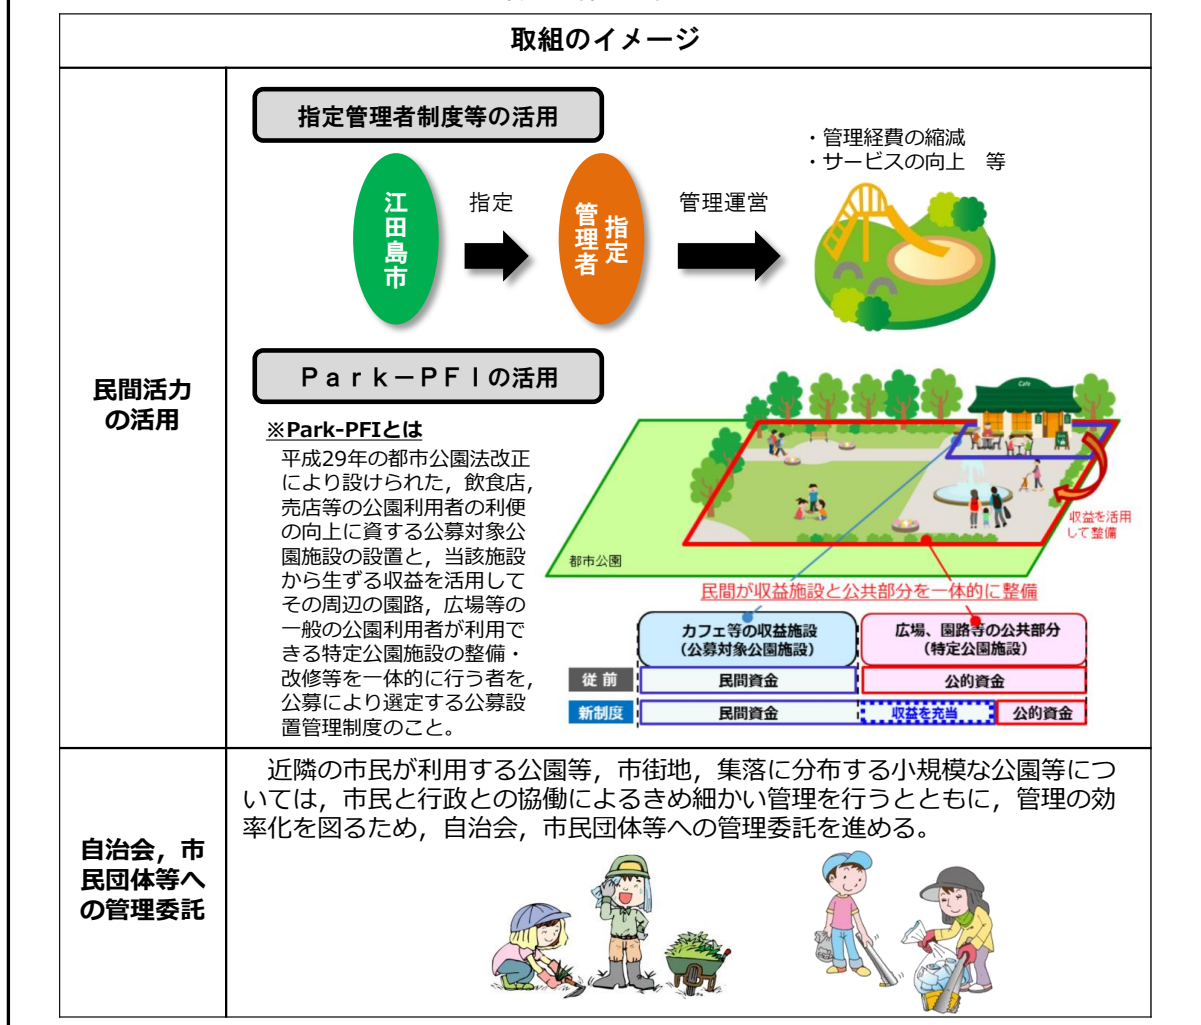 取組のイメージ
民間活力
の活用
指定管理者制度等の活用
江田島市
指定
指定
管理者
管理運営
・管理経費の縮減
・サービスの向上　等
Ｐａｒｋ－ＰＦＩの活用
※Park-PFIとは
平成29年の都市公園法改正
により設けられた，飲食店，
売店等の公園利用者の利便
の向上に資する公募対象公
園施設の設置と，当該施設
から生ずる収益を活用して
その周辺の園路，広場等の
一般の公園利用者が利用で
きる特定公園施設の整備・
改修等を一体的に行う者を，
公募により選定する公募設
置管理制度のこと。
Cafe
収益を活用
して整備
都市公園
民間が収益施設と公共部分を一体的に整備
カフェ等の収益施設
（公募対象公園施設）
広場、園路等の公共部分
（特定公園施設）
従前
民間資金
公的資金
新制度
民間資金
収益を充当
公的資金
自治会，市
民団体等へ
の管理委託
近隣の市民が利用する公園等，市街地，集落に分布する小規模な公園等につ
いては，市民と行政との協働によるきめ細かい管理を行うとともに，管理の効
率化を図るため，自治会，市民団体等への管理委託を進める。